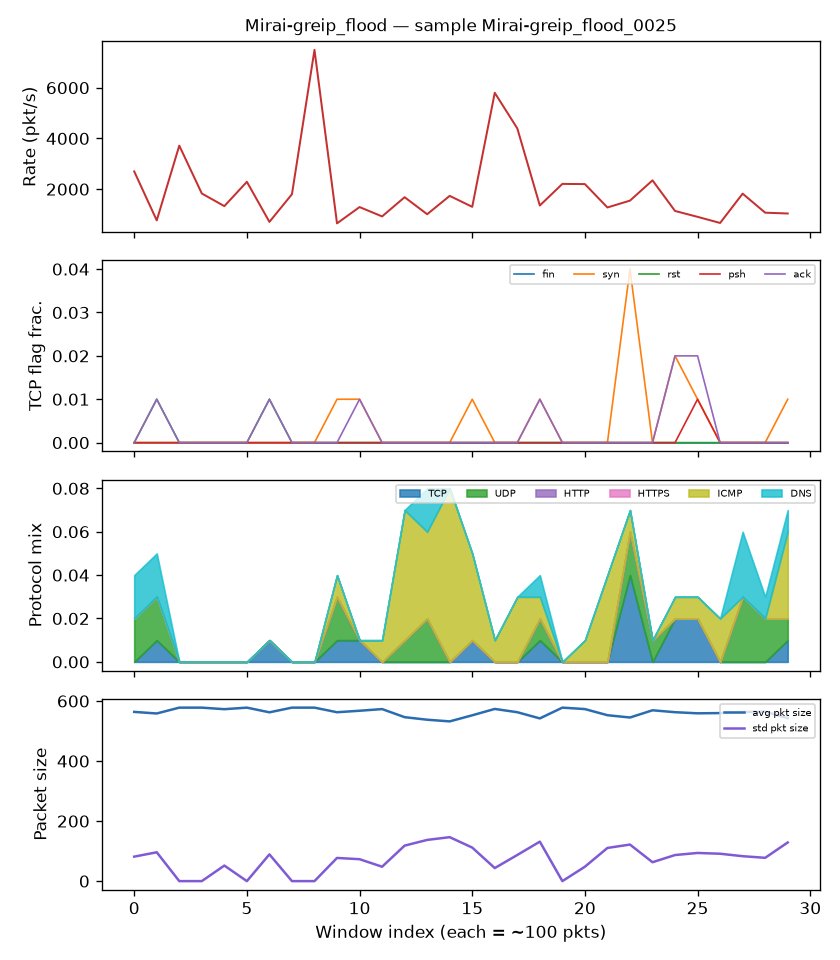 Mirai-greip_flood — sample Mirai-greip_flood_0025
Rate (pkt/s)
6000
4000
2000
TCP flag frac.
0.04
0.03
0.02
0.01
0.00
fin syn rst psh ack
Protocol mix
0.08
0.06
0.04
0.02
0.00
TCP UDP HTTP HTTPS ICMP DNS
Packet size
600
400
200
0
avg pkt size
std pkt size
0 5 10 15 20 25 30
Window index (each = ~100 pkts)